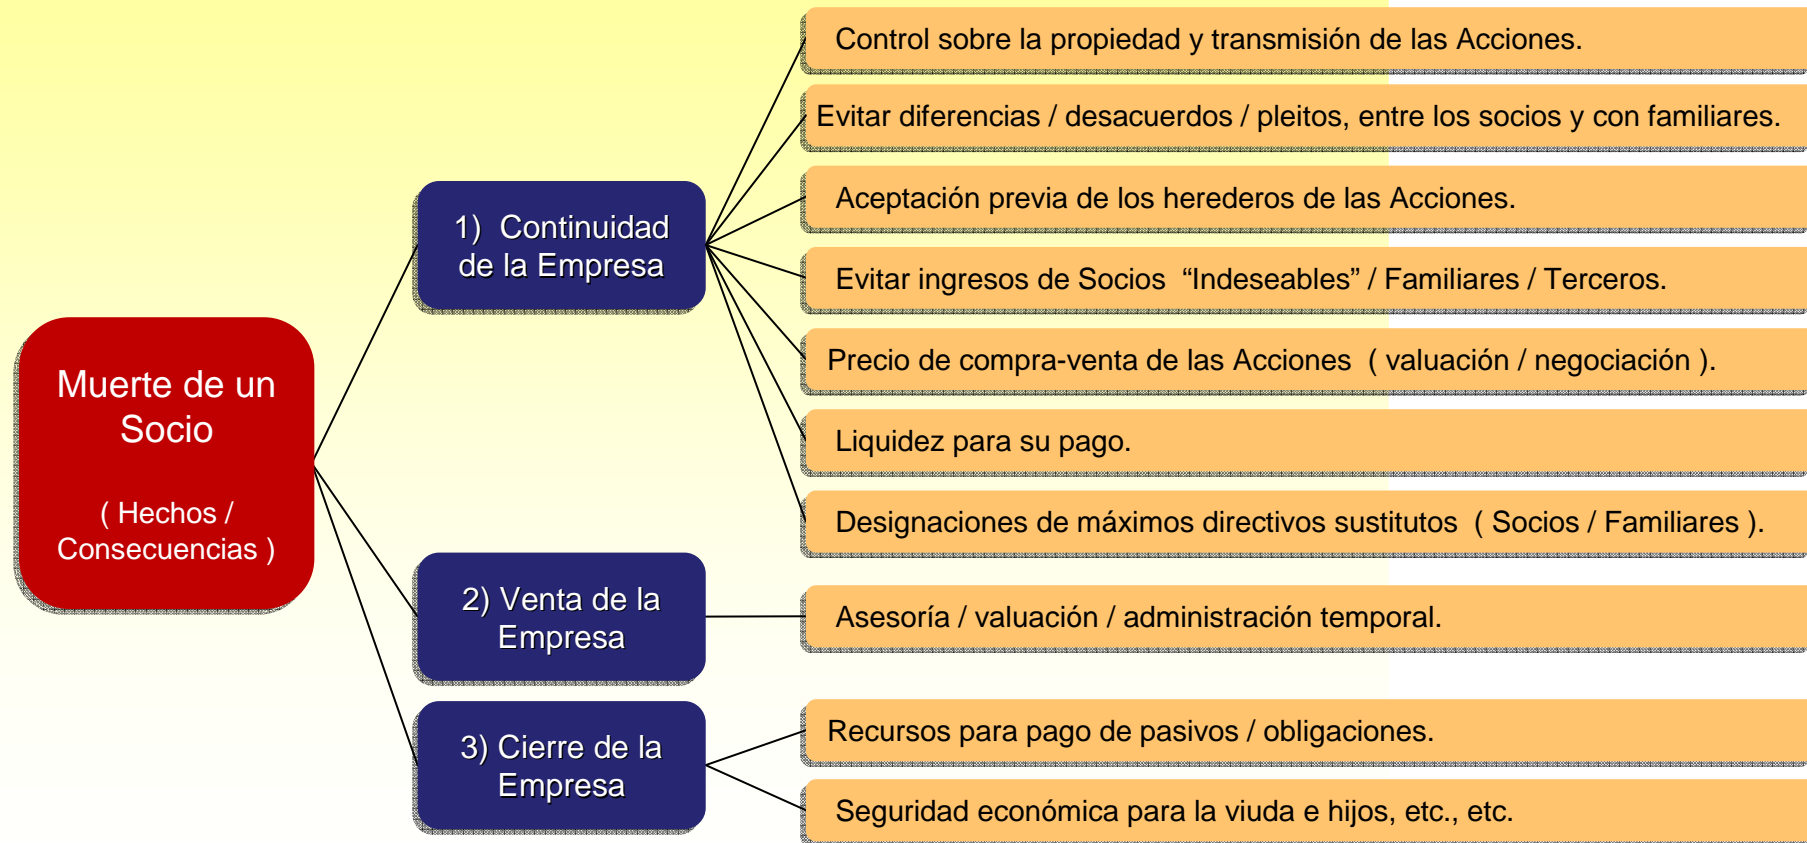 Muerte de un
Socio
( Hechos /
Consecuencias )
1) Continuidad
de la Empresa
Control sobre la propiedad y transmisión de las Acciones.
Evitar diferencias / desacuerdos / pleitos, entre los socios y con familiares.
Aceptación previa de los herederos de las Acciones.
Evitar ingresos de Socios “Indeseables” / Familiares / Terceros.
Precio de compra-venta de las Acciones ( valuación / negociación ).
Liquidez para su pago.
Designaciones de máximos directivos sustitutos ( Socios / Familiares ).
2) Venta de la
Empresa
Asesoría / valuación / administración temporal.
3) Cierre de la
Empresa
Recursos para pago de pasivos / obligaciones.
Seguridad económica para la viuda e hijos, etc., etc.